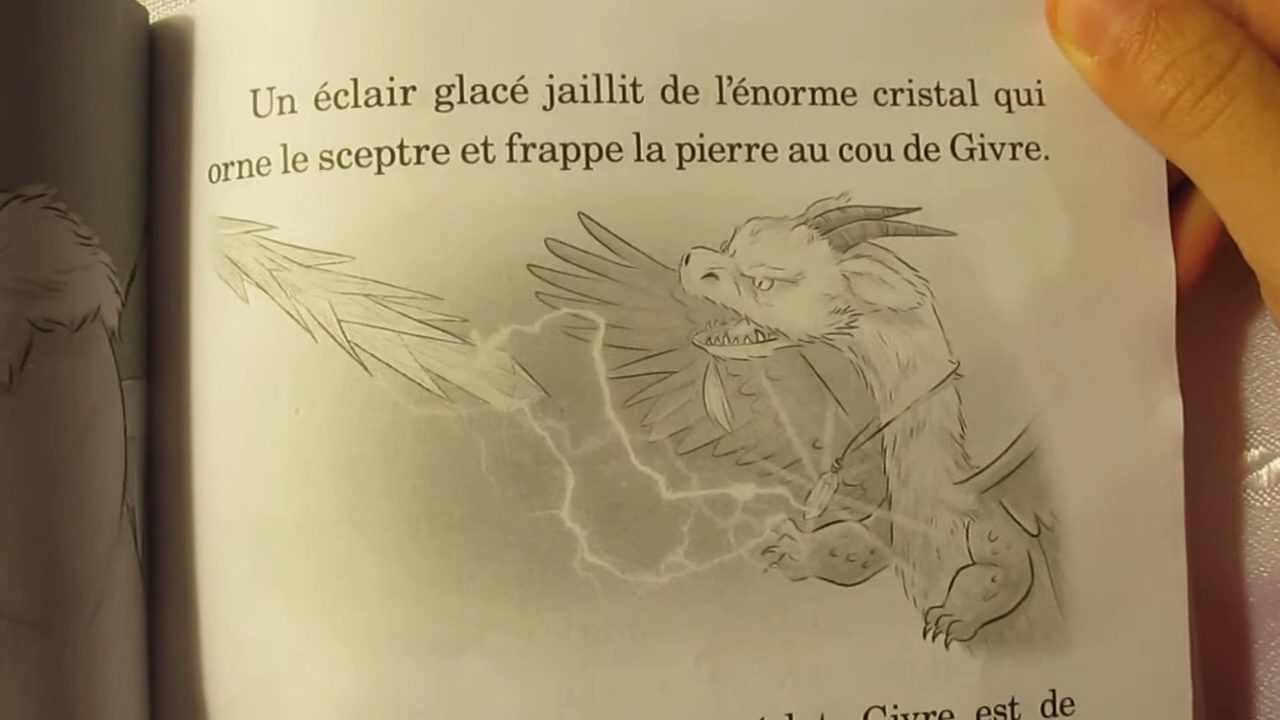 Un éclair glacé jaillit de l'énorme cristal qui
orne le sceptre et frappe la pierre au cou de Givre.
Givre est de